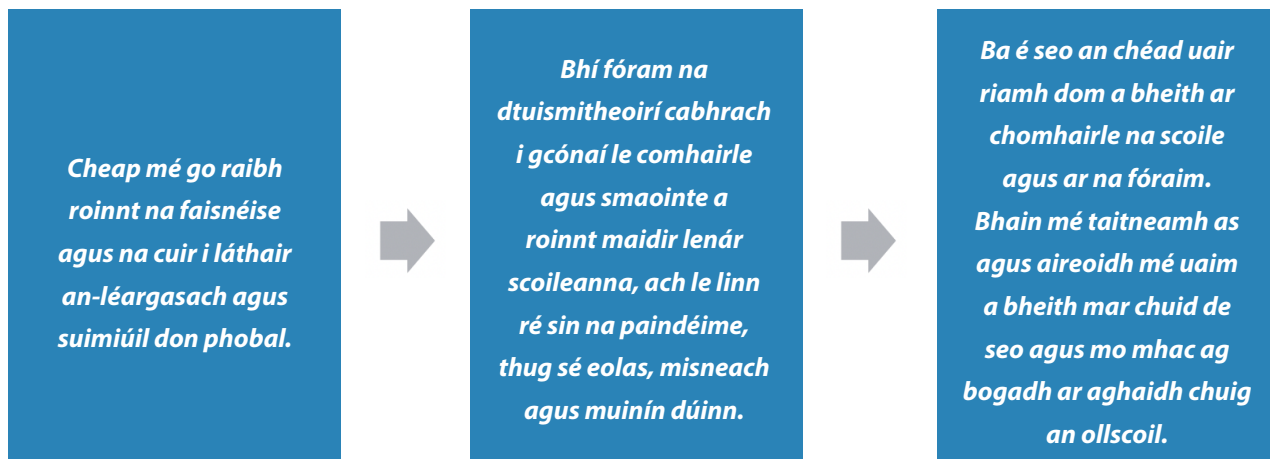 Cheap mé go raibh
roinnt na faisnéise
agus na cuir i láthair
an-léargasach agus
suimiúil don phobal.
Bhí fóram na
dtuismitheoirí cabhrach
i gcónaí le comhairle
agus smaointe a
roinnt maidir lenár
scoileanna, ach le linn
ré sin na paindéime,
thug sé eolas, misneach
agus muinín dúinn.
Ba é seo an chéad uair
riamh dom a bheith ar
chomhairle na scoile
agus ar na fóraim.
Bhain mé taitneamh as
agus aireoidh mé uaim
a bheith mar chuid de
seo agus mo mhac ag
bogadh ar aghaidh chuig
an ollscoil.